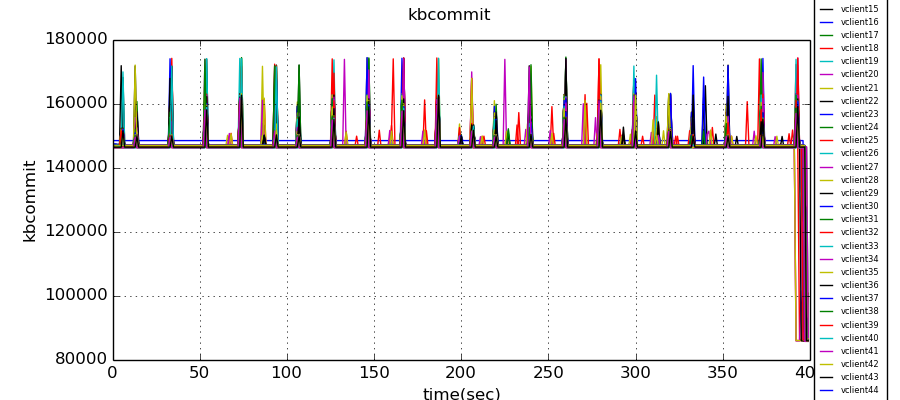 kbcommit
180000
160000
140000
120000
100000
80000
kbcommit
0 50 100 150 200 250 300 350 40
time(sec)
vclient15
vclient16
vclient17
vclient18
vclient19
vclient20
vclient21
vclient22
vclient23
vclient24
vclient25
vclient26
vclient27
vclient28
vclient29
vclient30
vclient31
vclient32
vclient33
vclient34
vclient35
vclient36
vclient37
vclient38
vclient39
vclient40
vclient41
vclient42
vclient43
vclient44